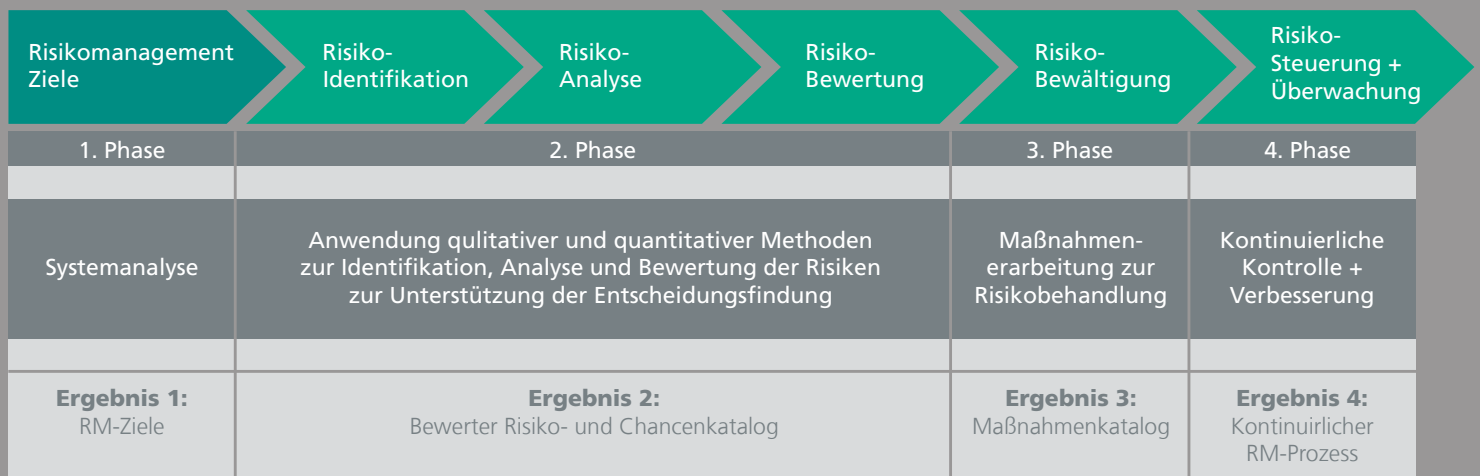 Risikomanagement
Ziele
Risiko-
Identifikation
Risiko-
Analyse
Risiko-
Bewertung
Risiko-
Bewältigung
Risiko-
Steuerung +
Überwachung
1. Phase
2. Phase
3. Phase
4. Phase
Systemanalyse
Anwendung qulitativer und quantitativer Methoden
zur Identifikation, Analyse und Bewertung der Risiken
zur Unterstützung der Entscheidungsfindung
Maßnahmen-
erarbeitung zur
Risikobehandlung
Kontinuierliche
Kontrolle +
Verbesserung
Ergebnis 1:
RM-Ziele
Ergebnis 2:
Bewerter Risiko- und Chancenkatalog
Ergebnis 3:
Maßnahmenkatalog
Ergebnis 4:
Kontinuirlicher
RM-Prozess